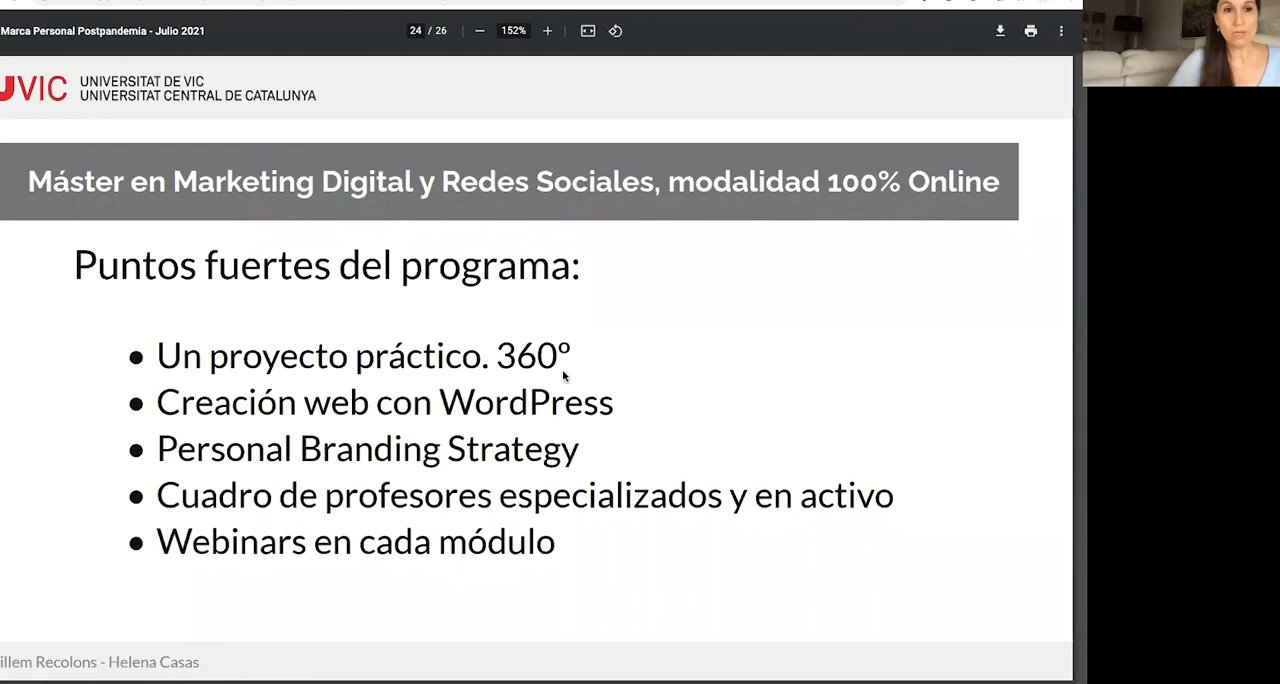 Marca Personal Postpandemia - Julio 2021
24 / 26
152%
UVIC
UNIVERSITAT DE VIC
UNIVERSITAT CENTRAL DE CATALUNYA
Máster en Marketing Digital y Redes Sociales, modalidad 100% Online
Puntos fuertes del programa:
• Un proyecto práctico. 360º
• Creación web con WordPress
• Personal Branding Strategy
• Cuadro de profesores especializados y en activo
• Webinars en cada módulo
illem Recolons - Helena Casas